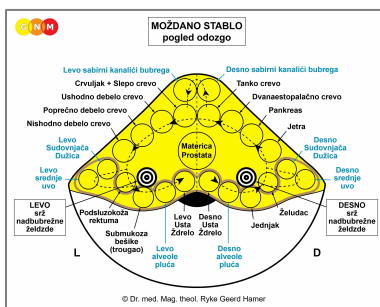 GNM
MOŽDANO STABLO
pogled odozgo
Levo sabirni kanalići bubrega
Desno sabirni kanalići bubrega
Crvuljak + Slepo crevo
Tanko crevo
Ushodno debelo crevo
Dvanaestopalačno crevo
Poprečno debelo crevo
Pankreas
Nishodno debelo crevo
Jetra
Levo
Sudovnjača
Dužica
Desno
Sudovnjača
Dužica
Materica
Prostata
Levo
srednje
uvo
Desno
srednje
uvo
LEVO
srž
nadbubrežne
želdzde
DESNO
srž
nadbubrežne
želdzde
Podsluzokoža
rektuma
Levo
Usta
Ždrelo
Desno
Usta
Ždrelo
Želudac
Jednjak
Submukoza
bešike
(trougao)
Levo
alveole
pluća
Desno
alveole
pluća
L
D
© Dr. med. Mag. theol. Ryke Geerd Hamer